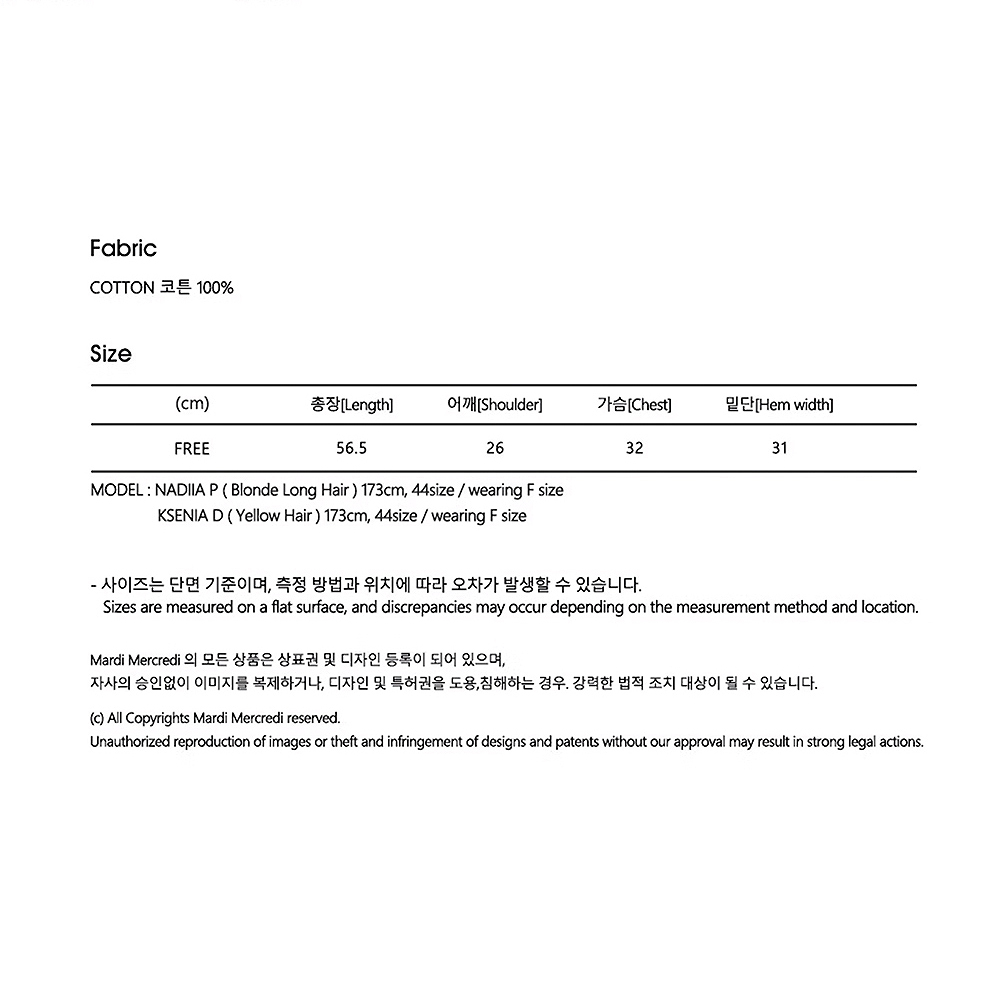 Fabric
COTTON 코튼 100%
Size
(cm) 총장[Length] 어깨[Shoulder] 가슴[Chest] 밑단[Hem width]
FREE 56.5 26 32 31
MODEL : NADIIA P ( Blonde Long Hair ) 173cm, 44size / wearing F size
KSENIA D ( Yellow Hair ) 173cm, 44size / wearing F size
- 사이즈는 단면 기준이며, 측정 방법과 위치에 따라 오차가 발생할 수 있습니다.
Sizes are measured on a flat surface, and discrepancies may occur depending on the measurement method and location.
Mardi Mercredi 의 모든 상품은 상표권 및 디자인 등록이 되어 있으며,
자사의 승인없이 이미지를 복제하거나, 디자인 및 특허권을 도용,침해하는 경우. 강력한 법적 조치 대상이 될 수 있습니다.
(c) All Copyrights Mardi Mercredi reserved.
Unauthorized reproduction of images or theft and infringement of designs and patents without our approval may result in strong legal actions.